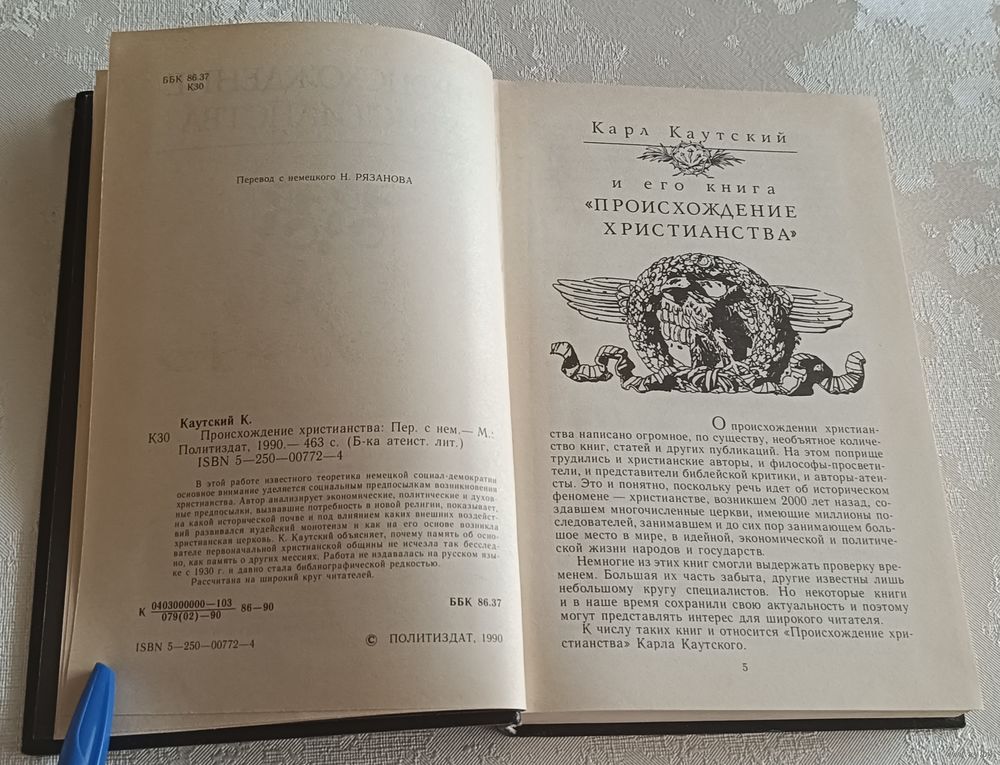 ББК 86.37
К30
Перевод с немецкого Н. РЯЗАНОВА
Каутский К.
К30 Происхождение христианства: Пер. с нем.— М.:
Политиздат, 1990.— 463 с. (Б-ка атеист. лит.)
ISBN 5—250—00772—4
В этой работе известного теоретика немецкой социал-демократии
основное внимание уделяется социальным предпосылкам возникновения
христианства. Автор анализирует экономические, политические и духов-
ные предпосылки, вызвавшие потребность в новой религии, показывает,
на какой исторической почве и под влиянием каких внешних воздейст-
вий развивался иудейский монотеизм и как на его основе возникла
христианская церковь. К. Каутский объясняет, почему память об осно-
вателе первоначальной христианской общины не исчезла так бесслед-
но, как память о других мессиях. Работа не издавалась на русском язы-
ке с 1930 г. и давно стала библиографической редкостью.
Рассчитана на широкий круг читателей.
К 0403000000—103
079(02)—90 86—90
ББК 86.37
ISBN 5—250—00772—4
© ПОЛИТИЗДАТ, 1990
Карл Каутский
и его книга
«ПРОИСХОЖДЕНИЕ
ХРИСТИАНСТВА»
О происхождении христиан-
ства написано огромное, по существу, необъятное количе-
ство книг, статей и других публикаций. На этом поприще
трудились и христианские авторы, и философы-просвети-
тели, и представители библейской критики, и авторы-атеи-
сты. Это и понятно, поскольку речь идет об историческом
феномене — христианстве, возникшем 2000 лет назад, со-
здавшем многочисленные церкви, имеющие миллионы по-
следователей, занимавшем и до сих пор занимающем боль-
шое место в мире, в идейной, экономической и политиче-
ской жизни народов и государств.
Немногие из этих книг смогли выдержать проверку вре-
менем. Большая их часть забыта, другие известны лишь
небольшому кругу специалистов. Но некоторые книги
и в наше время сохранили свою актуальность и поэтому
могут представлять интерес для широкого читателя.
К числу таких книг и относится «Происхождение хри-
стианства» Карла Каутского.
5